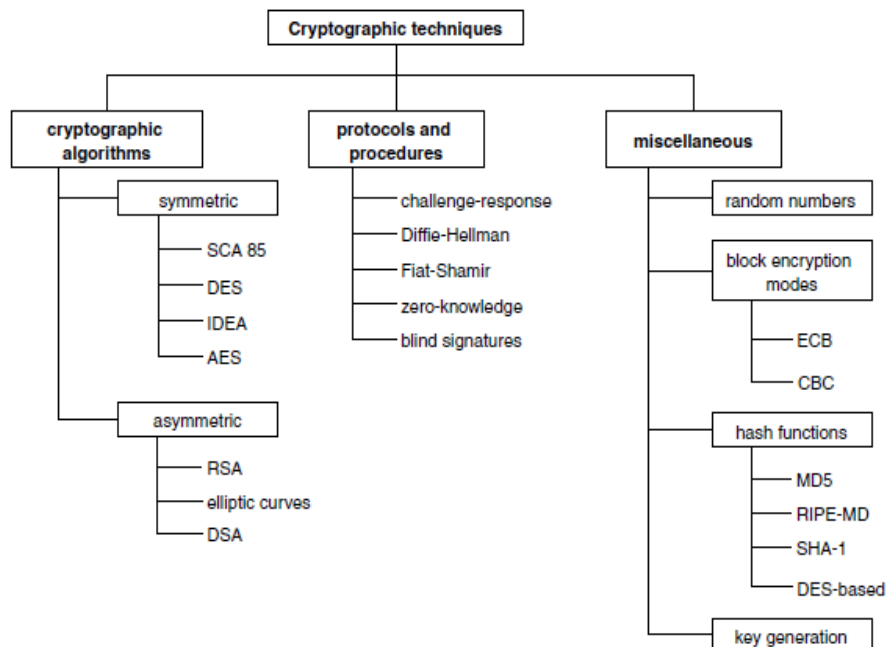 Cryptographic techniques
cryptographic
algorithms
symmetric
SCA 85
DES
IDEA
AES
asymmetric
RSA
elliptic curves
DSA
protocols and
procedures
challenge-response
Diffie-Hellman
Fiat-Shamir
zero-knowledge
blind signatures
miscellaneous
random numbers
block encryption
modes
ECB
CBC
hash functions
MD5
RIPE-MD
SHA-1
DES-based
key generation